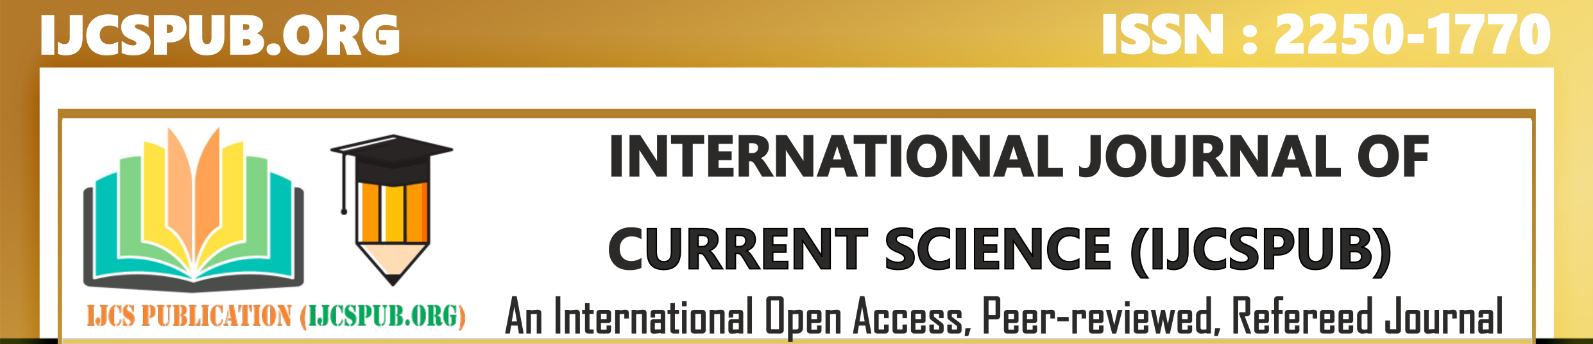 IJCSPUB.ORG
ISSN : 2250-1770
INTERNATIONAL JOURNAL OF
CURRENT SCIENCE (IJCSPUB)
IJCS PUBLICATION (IJCSPUB.ORG)
An International Open Access, Peer-reviewed, Refereed Journal